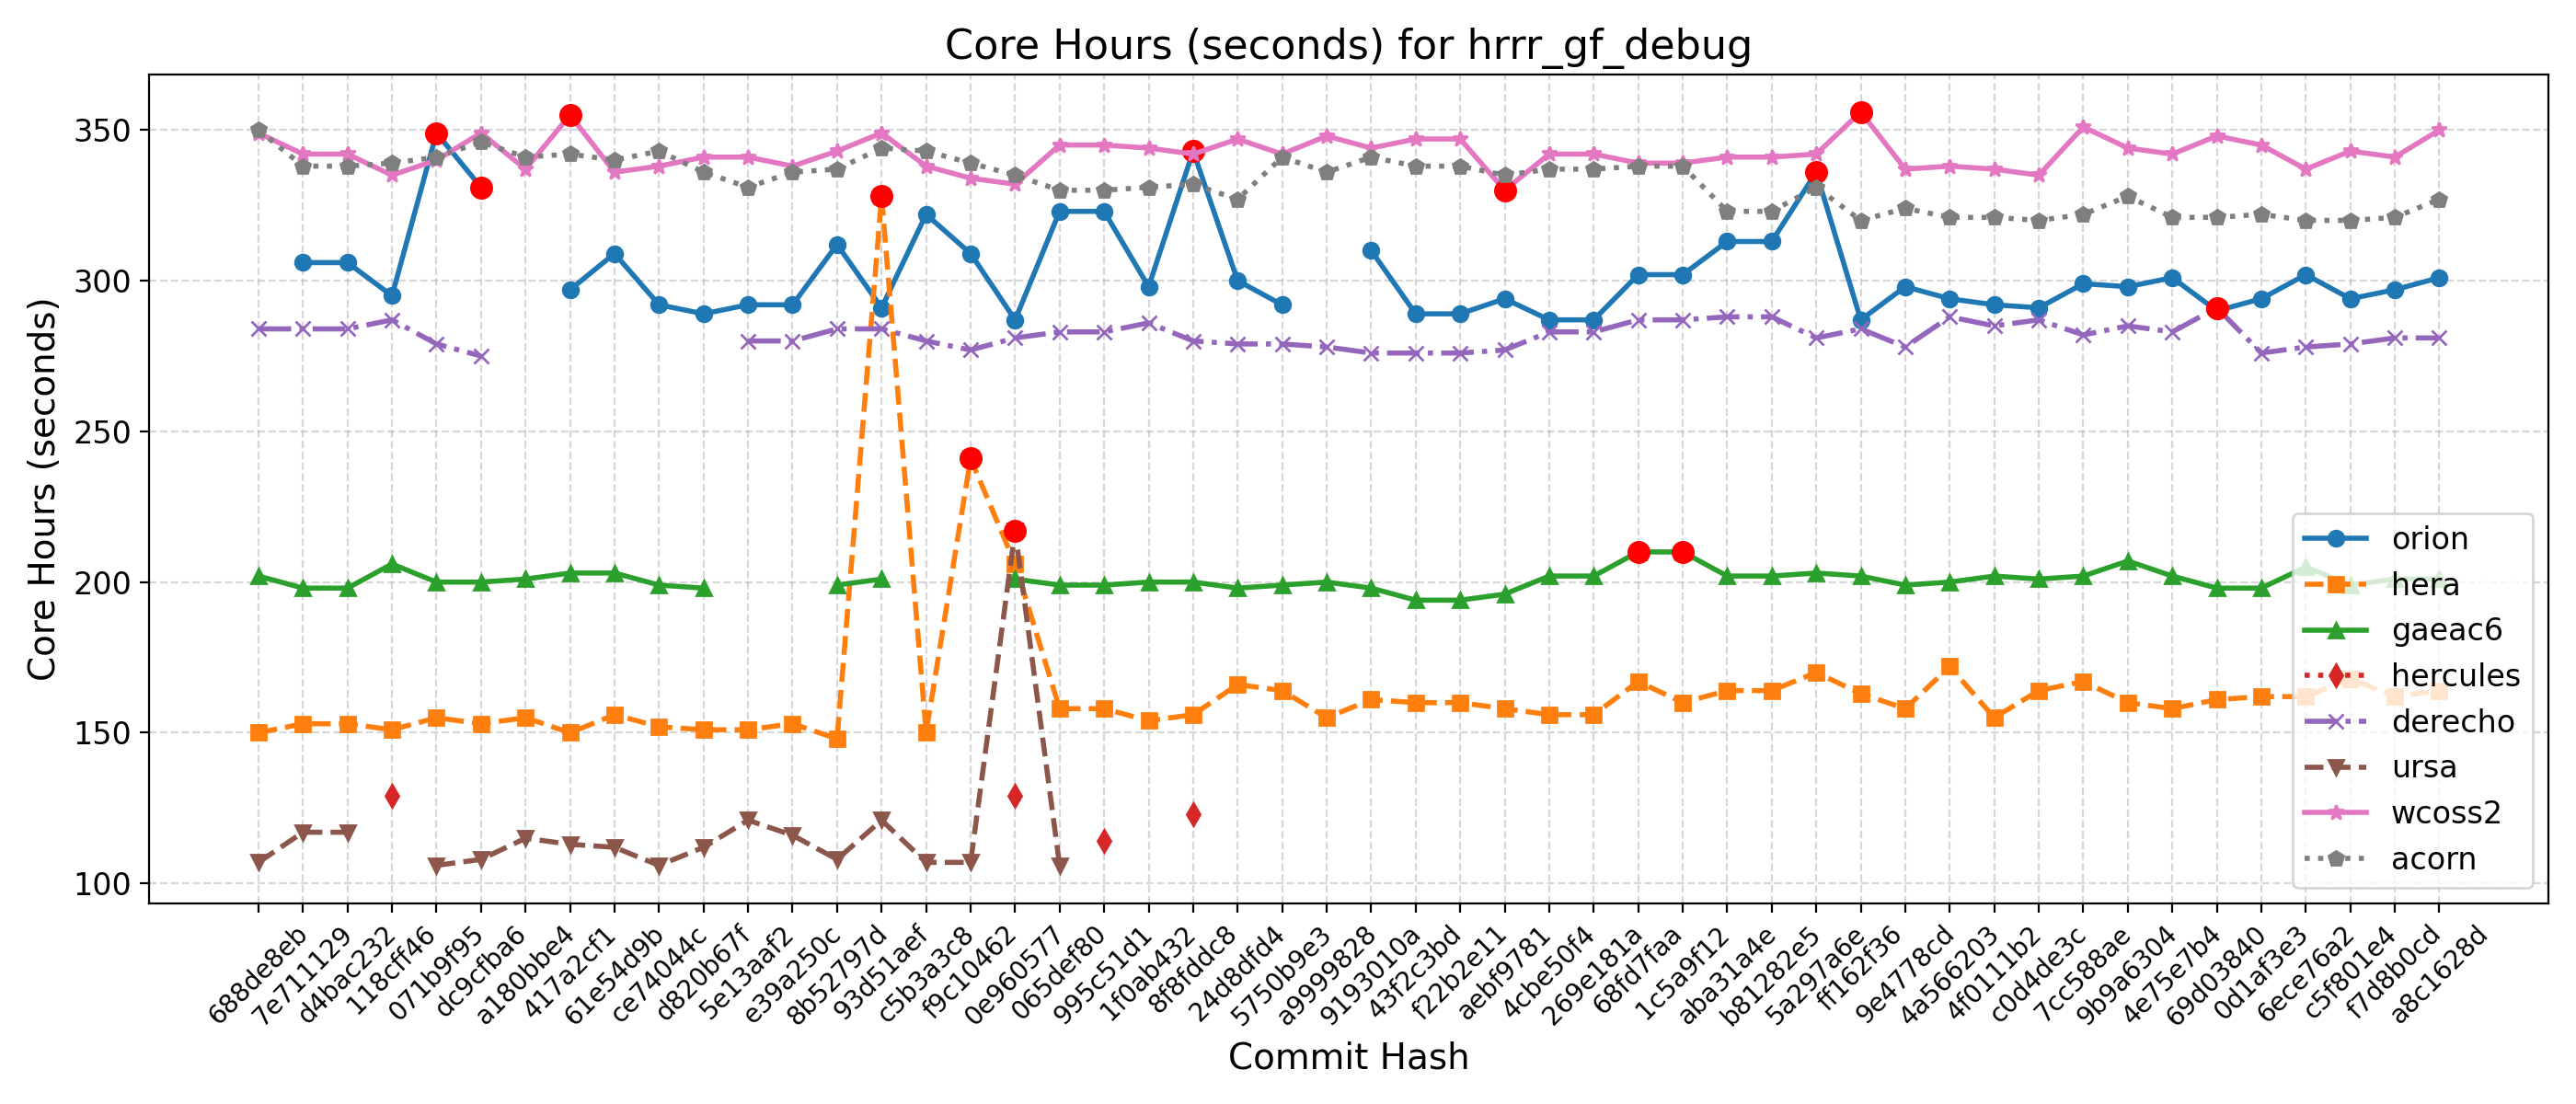 Core Hours (seconds) for hrrr_gf_debug
Core Hours (seconds)
350
300
250
200
150
100
orion
hera
gaeac6
hercules
derecho
ursa
wcoss2
acorn
688de8eb
7e711129
d4bac232
118cff46
071b9f95
dc9cfba6
a180bbe4
417a2cf1
61e54d9b
ce74044c
d820b67f
5e13aaf2
e39a250c
8b52797d
93d51aef
c5b3a3c8
f9c10462
0e960577
065def80
995c51d1
1f0ab432
8f8fddc8
24d8dfd4
5750b9e3
a9999828
9193010a
43f2c3bd
f22b2e11
aebf9781
4cbe50f4
269e181a
68fd7faa
1c5a9f12
aba31a4e
b81282e5
5a297a6e
ff162f36
9e4778cd
4a566203
4f0111b2
c0d4de3c
7cc588ae
9b9a6304
4e75e7b4
69d03840
0d1af3e3
6ece76a2
c5f801e4
f7d8b0cd
a8c1628d
Commit Hash